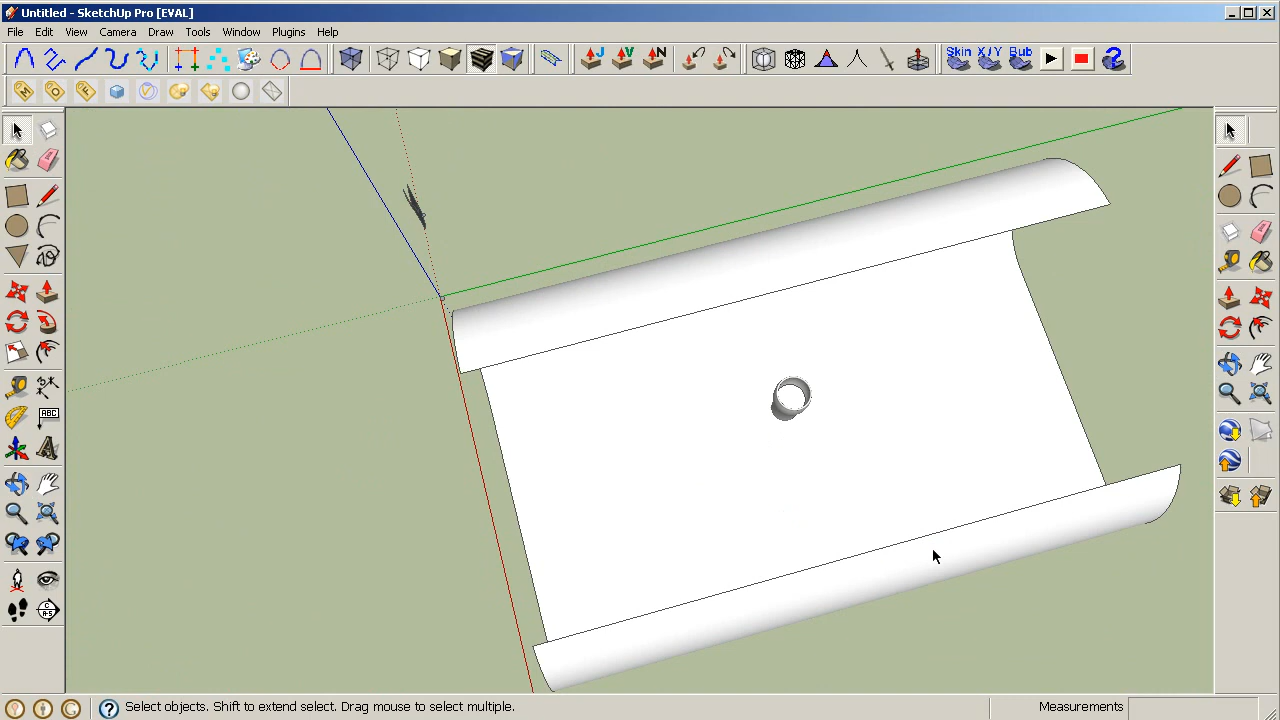 Untitled - SketchUp Pro [EVAL]
File Edit View Camera Draw Tools Window Plugins Help
J V N Skin X/Y Bub ?
M O F
ABC
A
C
A-5
? Select objects. Shift to extend select. Drag mouse to select multiple. Measurements